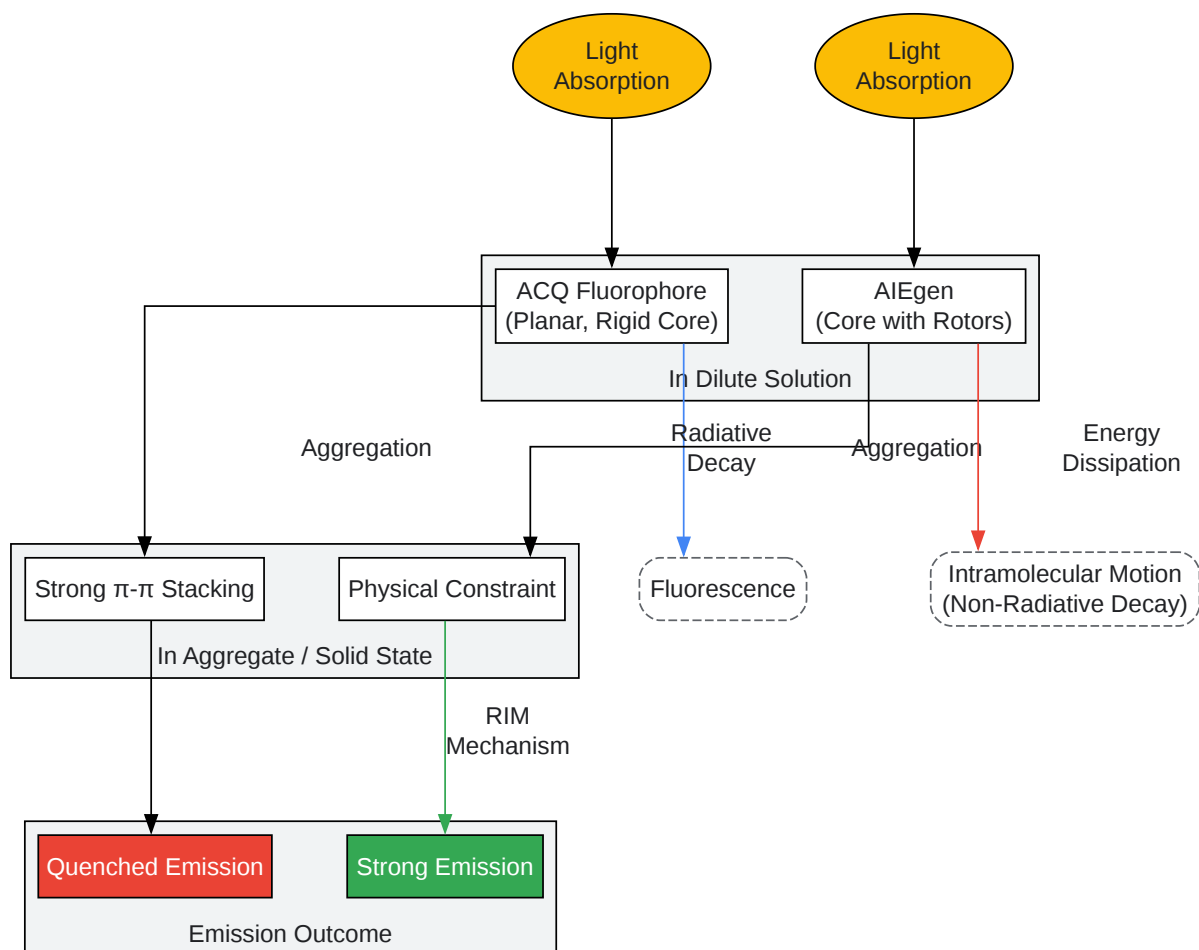 Light
Absorption
Light
Absorption
ACQ Fluorophore
(Planar, Rigid Core)
AIEgen
(Core with Rotors)
In Dilute Solution
Aggregation
Radiative
Decay
Aggregation
Energy
Dissipation
Strong π-π Stacking
Physical Constraint
Fluorescence
Intramolecular Motion
(Non-Radiative Decay)
In Aggregate / Solid State
RIM
Mechanism
Quenched Emission
Strong Emission
Emission Outcome